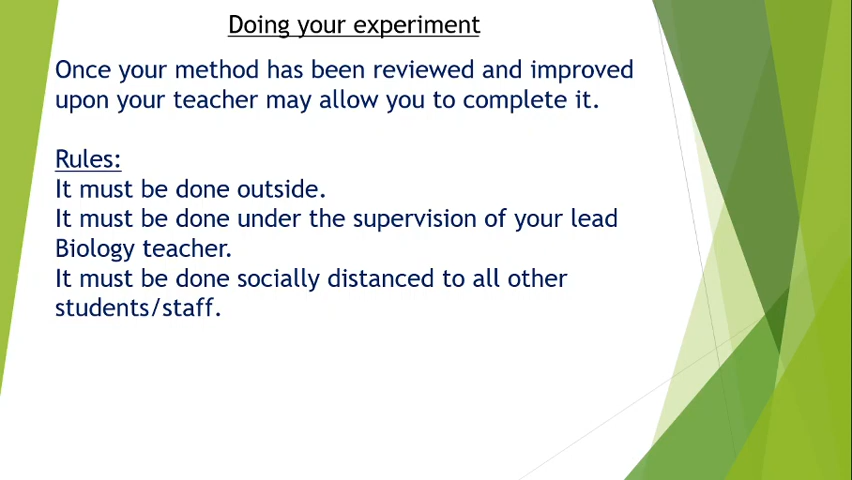 Doing your experiment
Once your method has been reviewed and improved
upon your teacher may allow you to complete it.
Rules:
It must be done outside.
It must be done under the supervision of your lead
Biology teacher.
It must be done socially distanced to all other
students/staff.